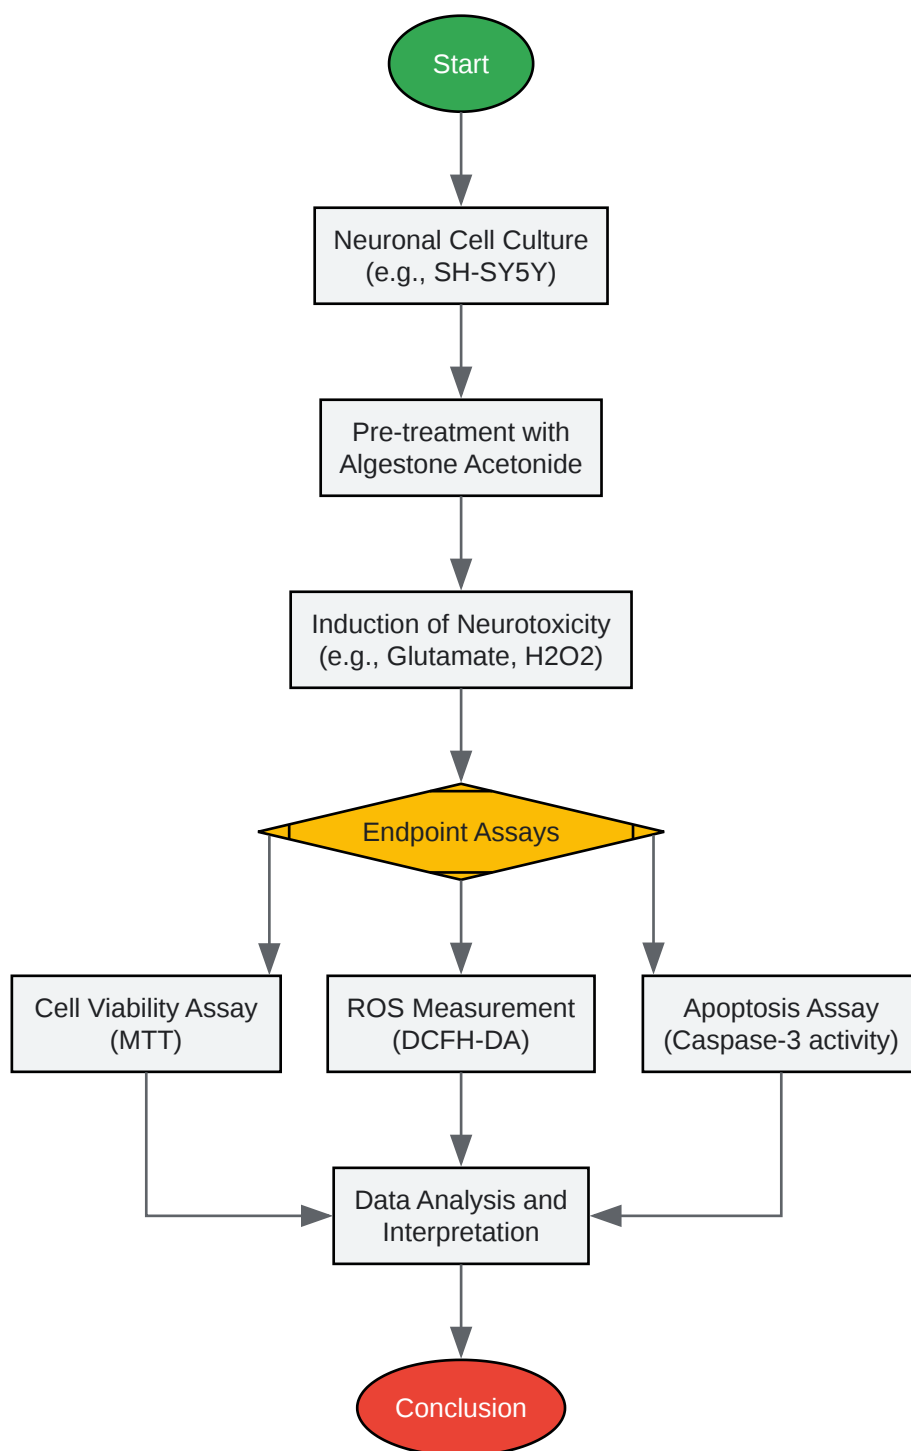 Start
Neuronal Cell Culture
(e.g., SH-SY5Y)
Pre-treatment with
Algestone Acetonide
Induction of Neurotoxicity
(e.g., Glutamate, H2O2)
Endpoint Assays
Cell Viability Assay
(MTT)
ROS Measurement
(DCFH-DA)
Apoptosis Assay
(Caspase-3 activity)
Data Analysis and
Interpretation
Conclusion